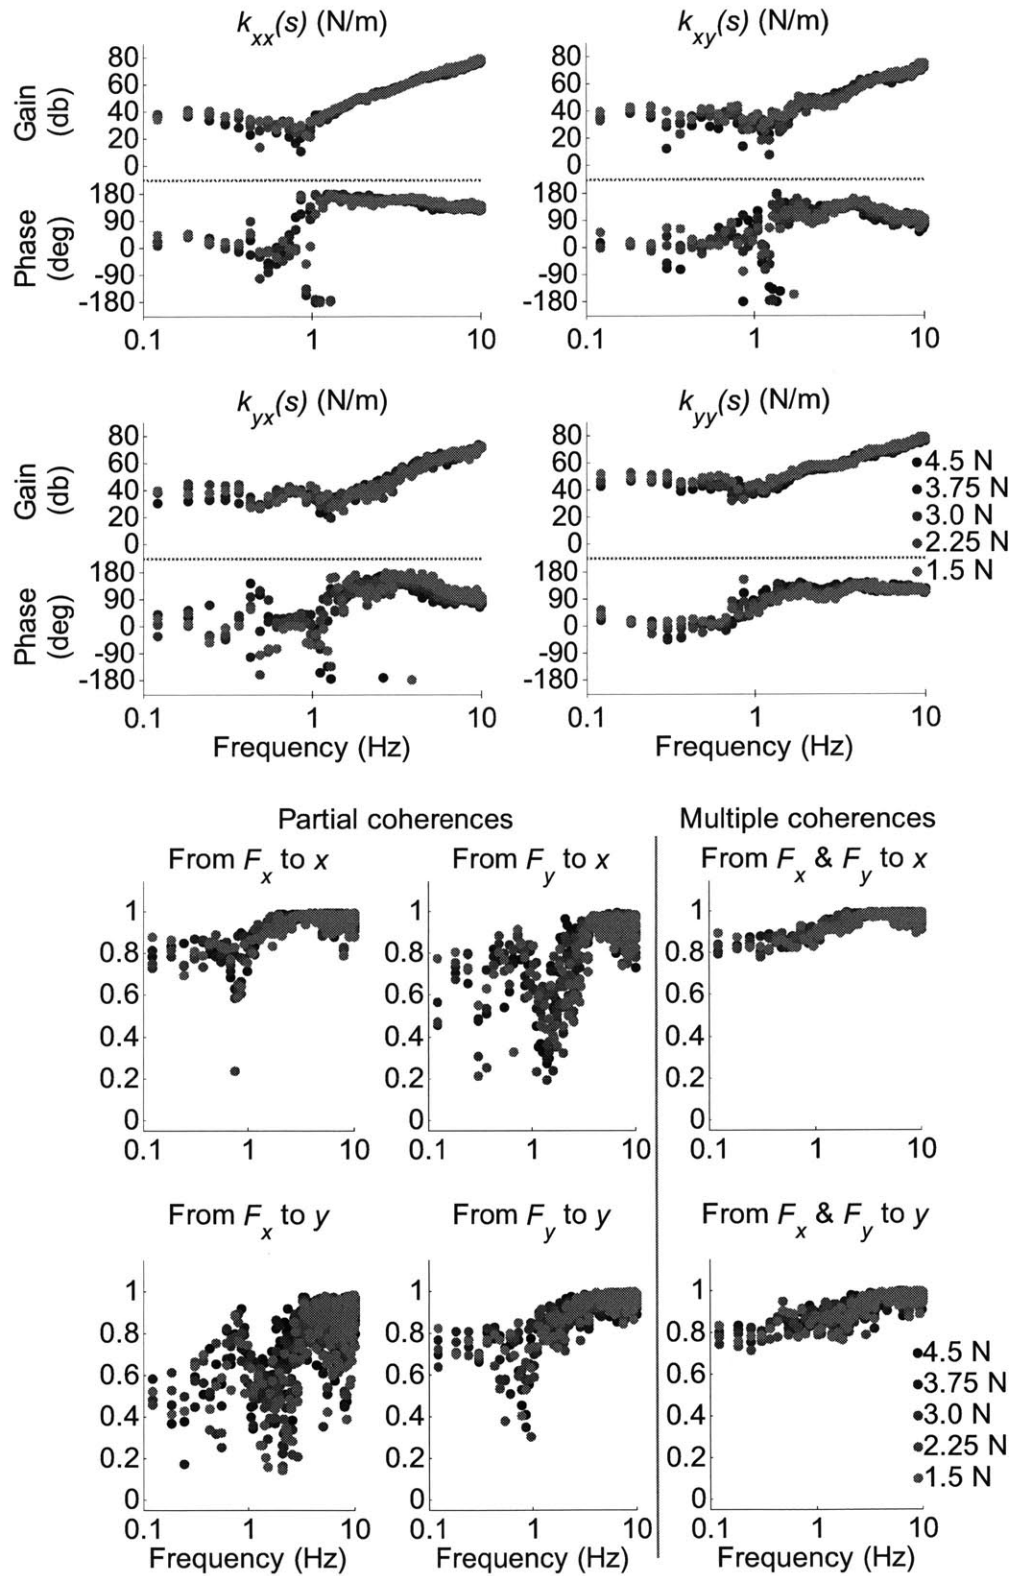 k_xx(s) (N/m)
k_xy(s) (N/m)
Gain (db)
80
60
40
20
0
80
60
40
20
0
Phase (deg)
180
90
0
-90
-180
180
90
0
-90
-180
0.1 1 10
0.1 1 10
k_yx(s) (N/m)
k_yy(s) (N/m)
Gain (db)
80
60
40
20
0
80
60
40
20
0
4.5 N
3.75 N
3.0 N
2.25 N
1.5 N
Phase (deg)
180
90
0
-90
-180
180
90
0
-90
-180
0.1 1 10
0.1 1 10
Frequency (Hz)
Frequency (Hz)
Partial coherences
Multiple coherences
From F_x to x
From F_y to x
From F_x & F_y to x
1
0.8
0.6
0.4
0.2
0
1
0.8
0.6
0.4
0.2
0
1
0.8
0.6
0.4
0.2
0
0.1 1 10
0.1 1 10
0.1 1 10
From F_x to y
From F_y to y
From F_x & F_y to y
1
0.8
0.6
0.4
0.2
0
1
0.8
0.6
0.4
0.2
0
1
0.8
0.6
0.4
0.2
0
4.5 N
3.75 N
3.0 N
2.25 N
1.5 N
0.1 1 10
0.1 1 10
0.1 1 10
Frequency (Hz)
Frequency (Hz)
Frequency (Hz)